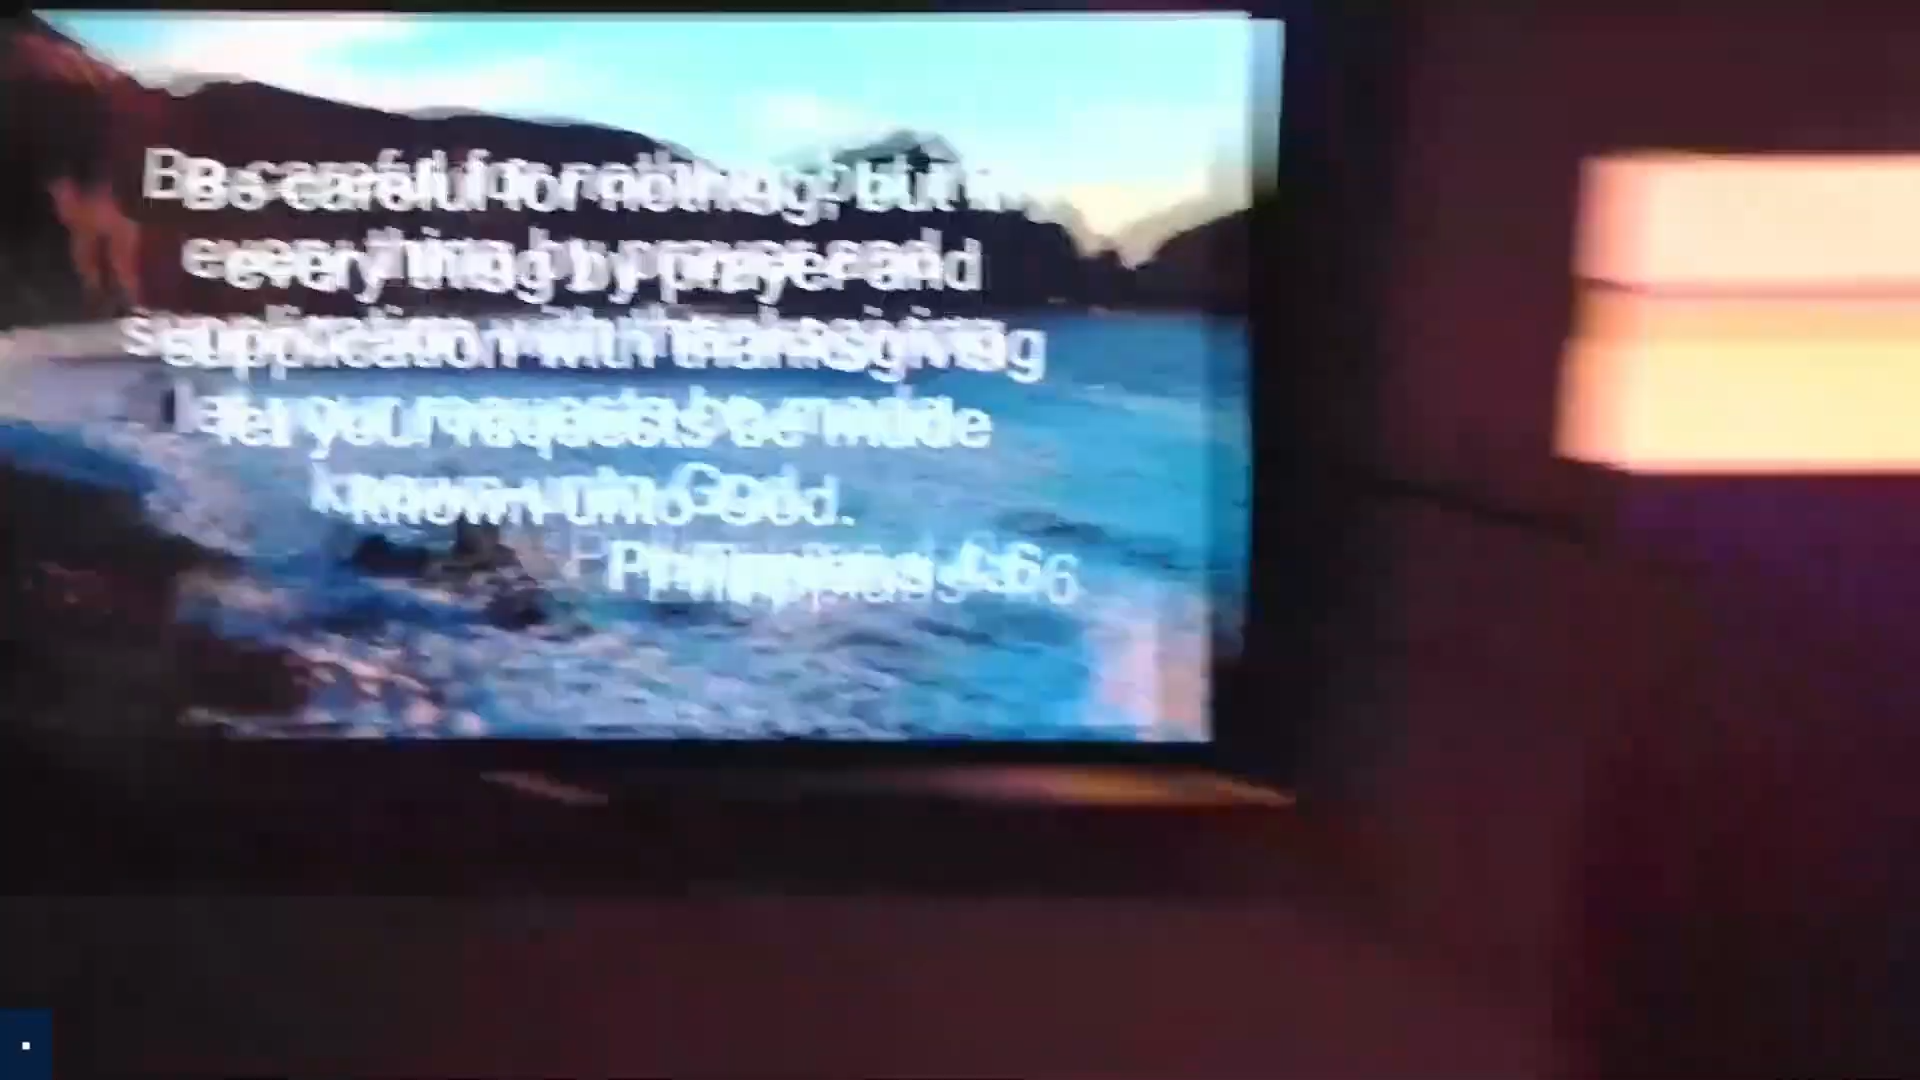 Be careful for nothing; but in
every thing by prayer and
supplication with thanksgiving
let your requests be made
known unto God.
Philippians 4:6